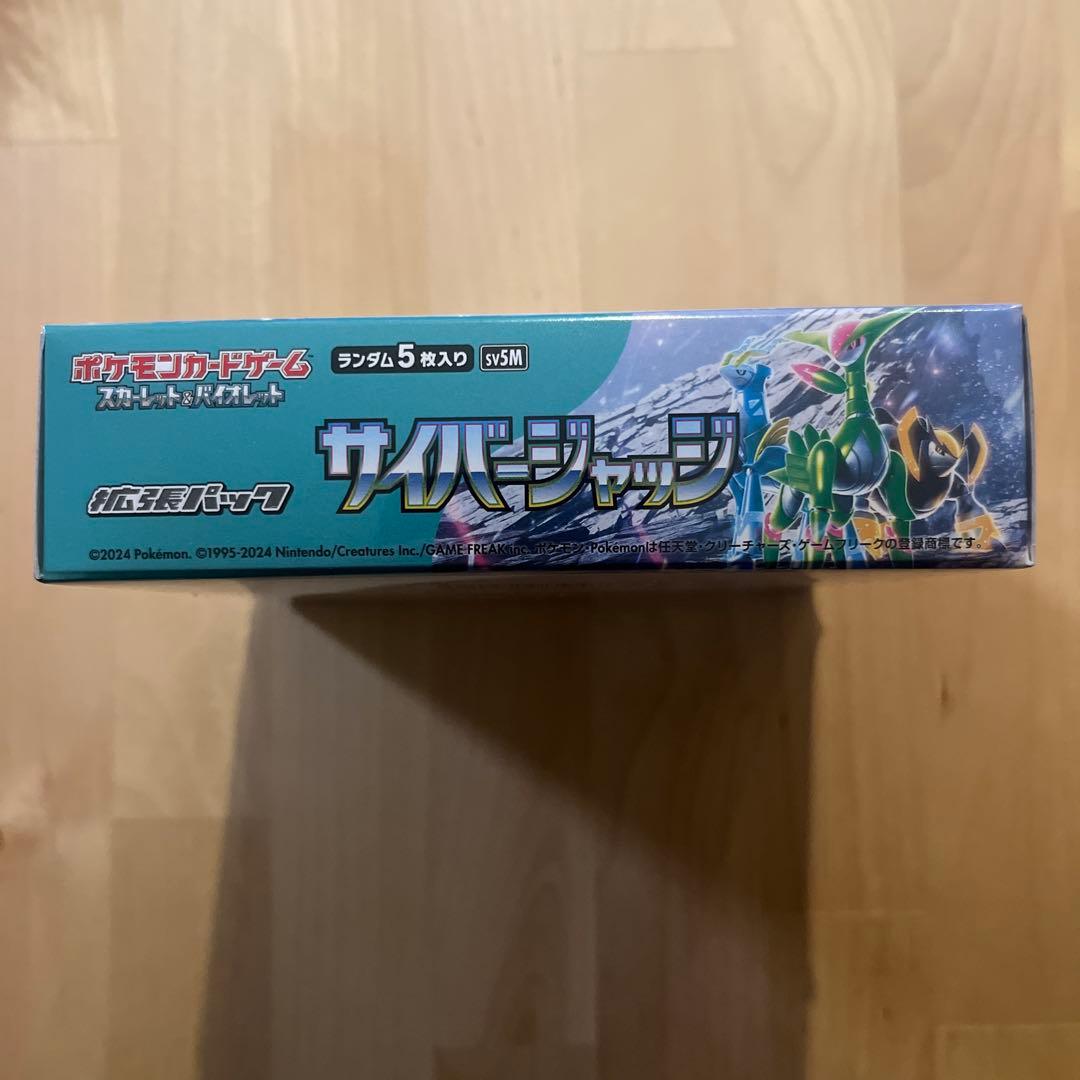 ポケモンカードゲーム™
スカーレット&バイオレット
ランダム5枚入り SV5M
サイバージャッジ
拡張パック
©2024 Pokémon. ©1995-2024 Nintendo/Creatures Inc./GAME FREAK inc. ポケモン・Pokémonは任天堂・クリーチャーズ・ゲームフリークの登録商標です。